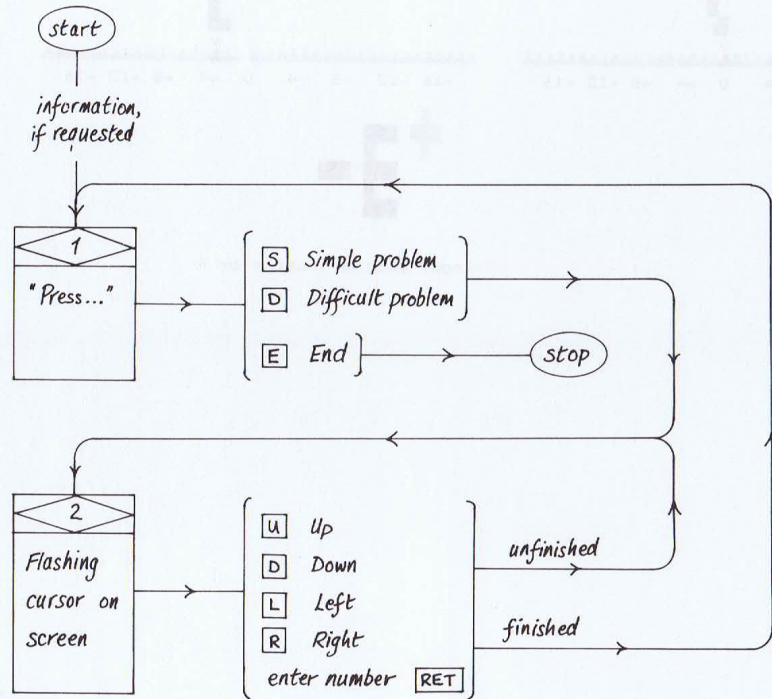 start
information,
if requested
1
"Press..."
S Simple problem
D Difficult problem
E End
stop
2
Flashing
cursor on
screen
U Up
D Down
L Left
R Right
enter number RET
unfinished
finished